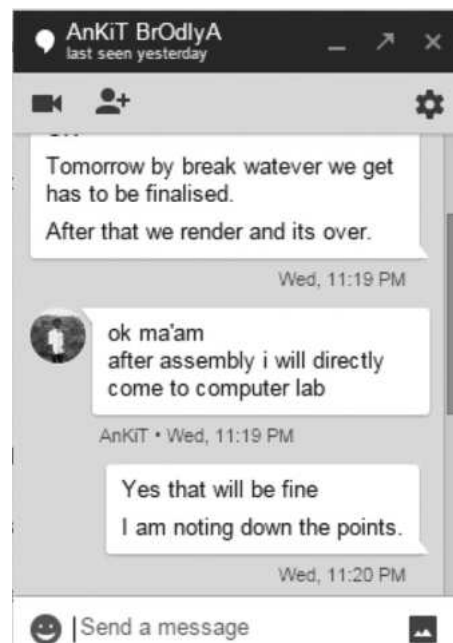 AnKiT BrOdlyA
last seen yesterday
Tomorrow by break watever we get
has to be finalised.
After that we render and its over.
Wed, 11:19 PM
ok ma'am
after assembly i will directly
come to computer lab
AnKiT • Wed, 11:19 PM
Yes that will be fine
I am noting down the points.
Wed, 11:20 PM
Send a message